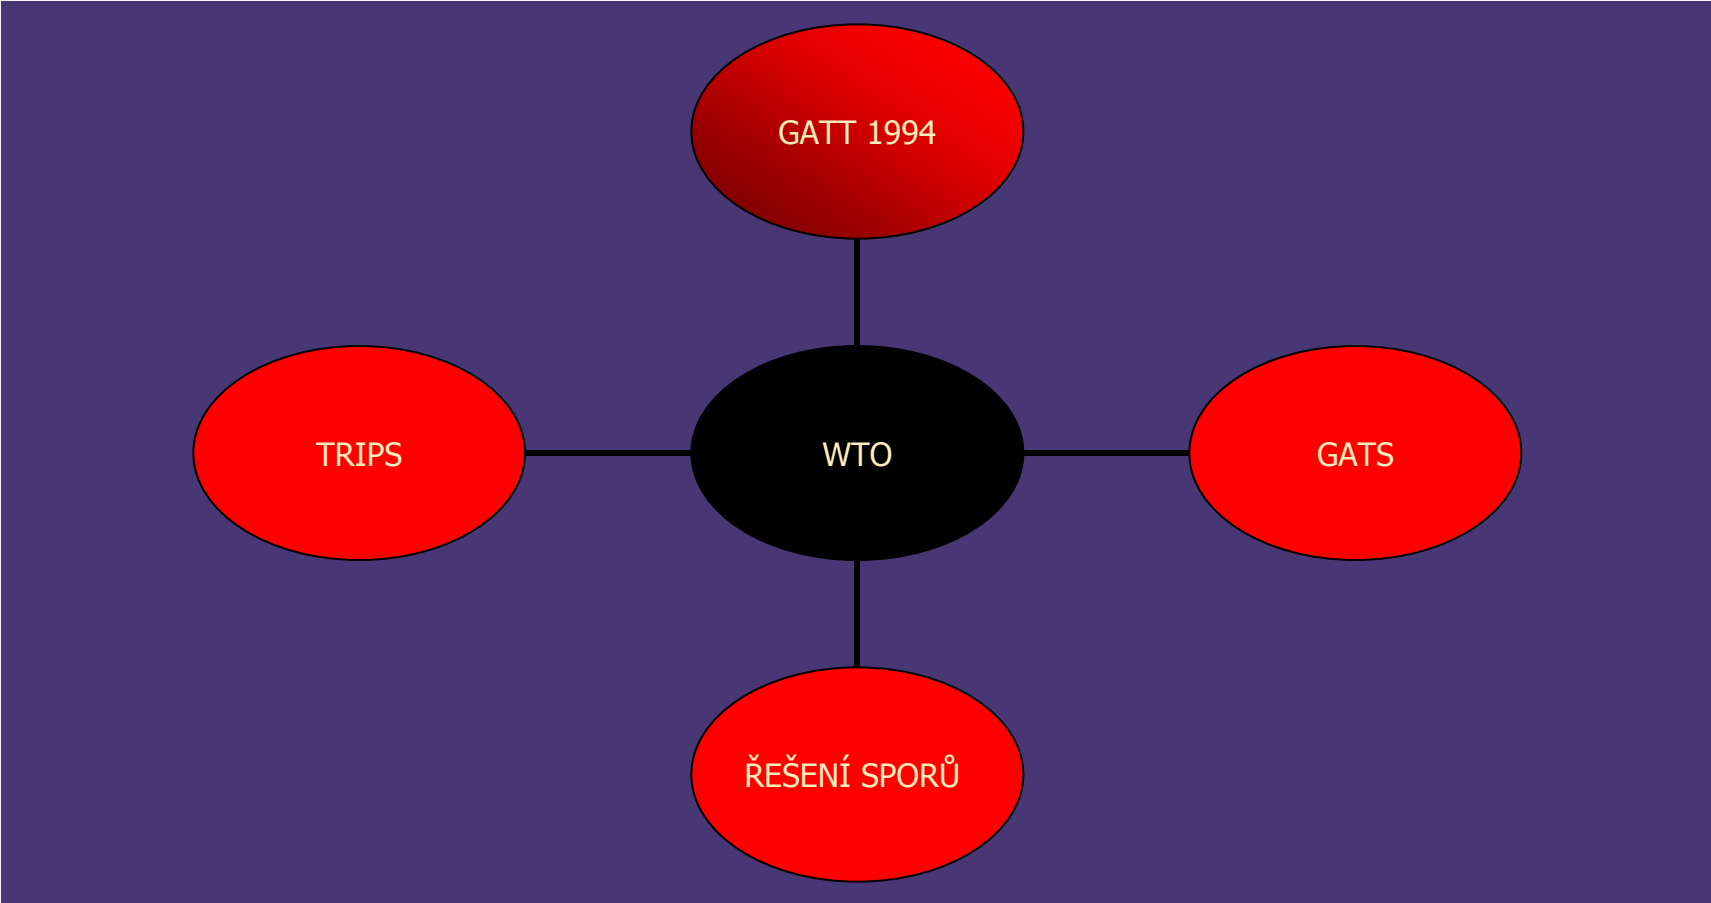 GATT 1994
TRIPS
WTO
GATS
ŘEŠENÍ SPORŮ